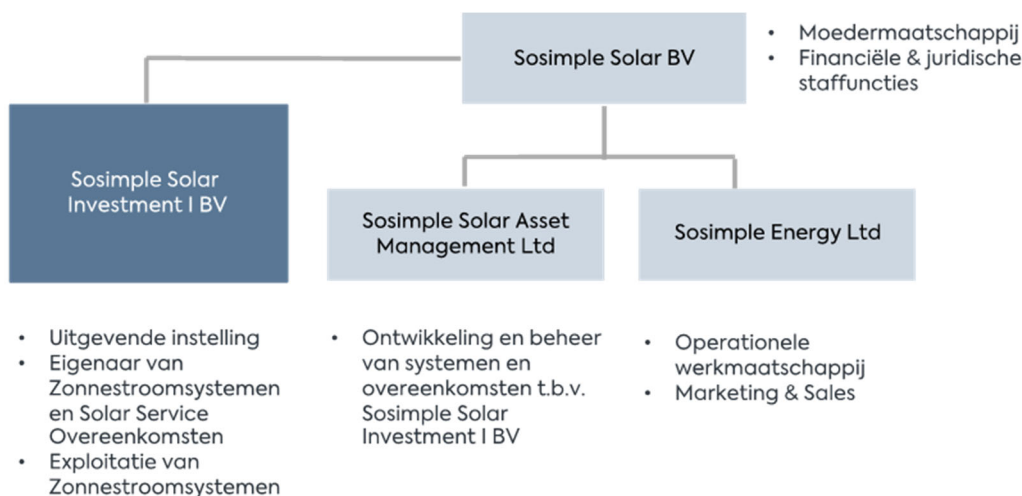 Sosimple Solar BV
• Moedermaatschappij
• Financiële & juridische
staffuncties
Sosimple Solar
Investment I BV
Sosimple Solar Asset
Management Ltd
Sosimple Energy Ltd
• Uitgevende instelling
• Eigenaar van
Zonnestroomsystemen
en Solar Service
Overeenkomsten
• Exploitatie van
Zonnestroomsystemen
• Ontwikkeling en beheer
van systemen en
overeenkomsten t.b.v.
Sosimple Solar
Investment I BV
• Operationele
werkmaatschappij
• Marketing & Sales